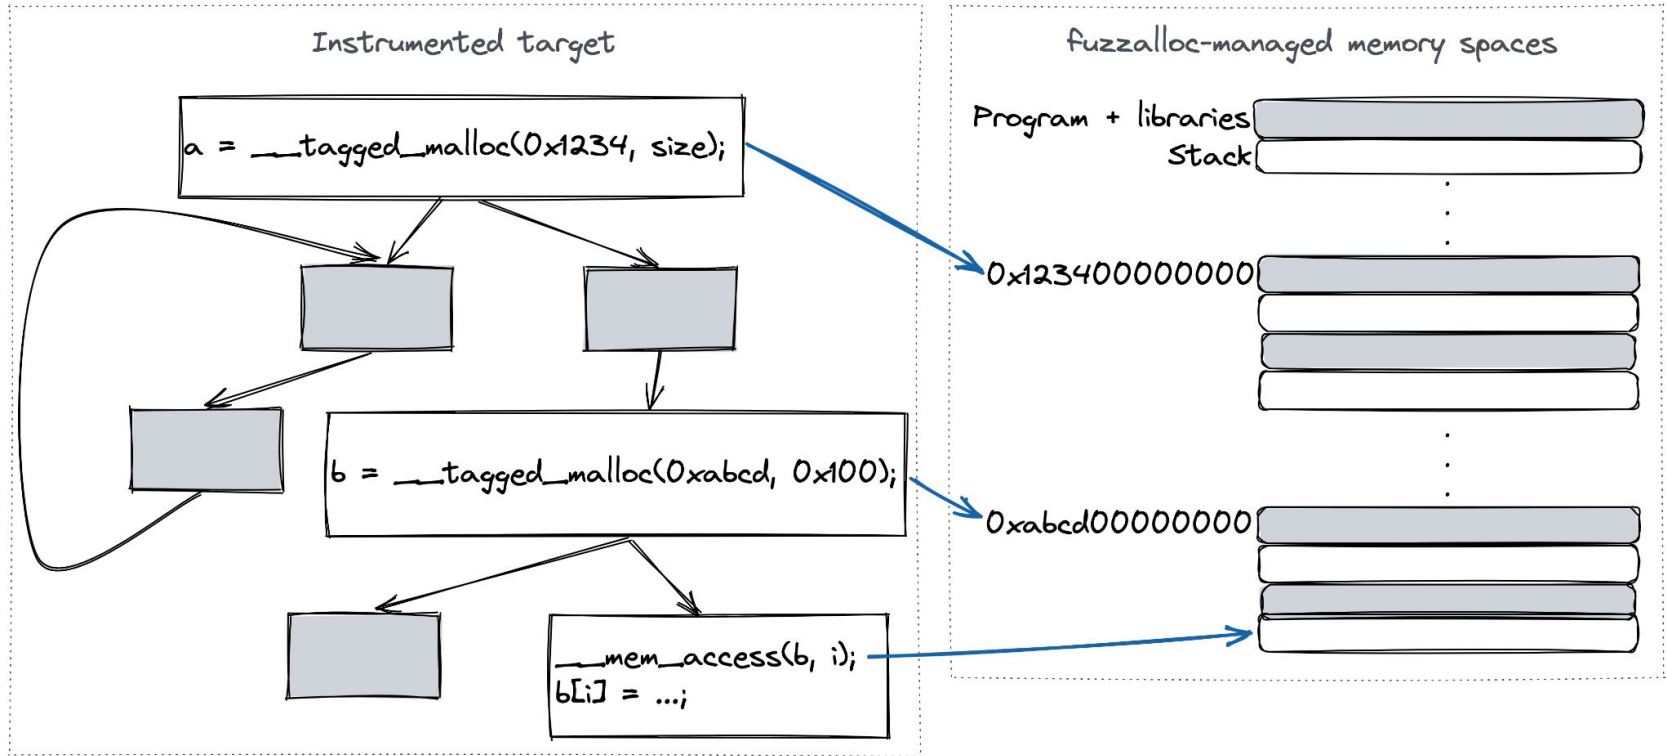 Instrumented target
a = __tagged_malloc(0x1234, size);
b = __tagged_malloc(0xabcd, 0x100);
__mem_access(b, i);
b[i] = ...;
fuzzalloc-managed memory spaces
Program + libraries
Stack
0x123400000000
0xabcd00000000